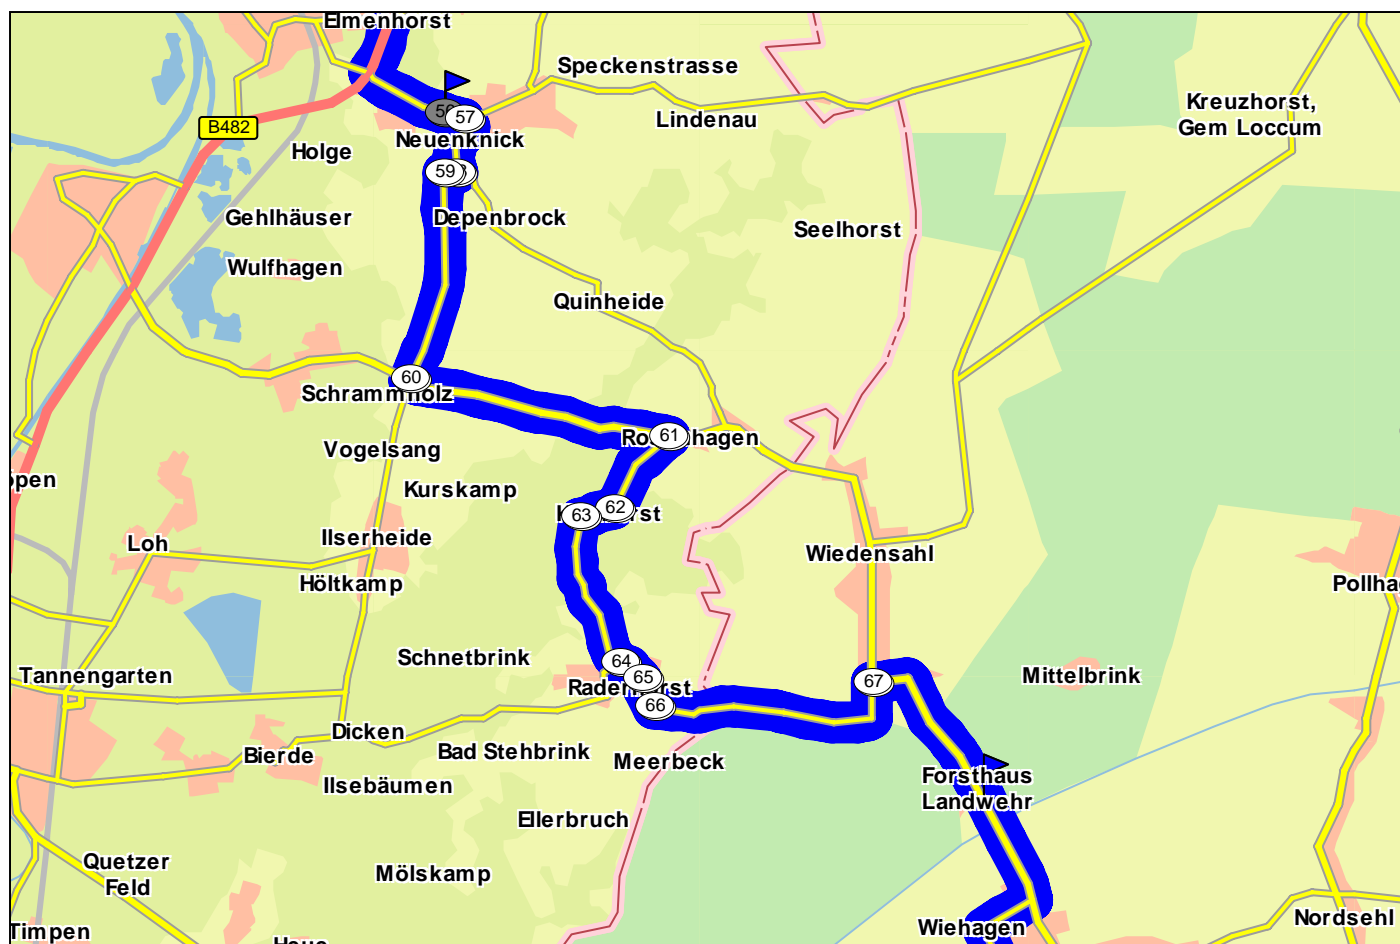 Elmenhorst
Speckenstrasse
Kreuzhorst,
Gem Loccum
57
Lindenau
B482
Neuenknick
Holge
59
Gehlhäuser
Depenbrock
Seelhorst
Wulfhagen
Quinheide
60
Schrammholz
61
Vogelsang
Kurskamp
62
63
Ilserheide
Loh
Wiedensahl
Höltkamp
Schnetbrink
64
65
Tannengarten
Mittelbrink
67
66
Dicken
Bad Stehbrink
Bierde
Meerbeck
Forsthaus
Landwehr
Ilsebäumen
Ellerbruch
Quetzer
Feld
Mölskamp
Nordsehl
Wiehagen
Timpen